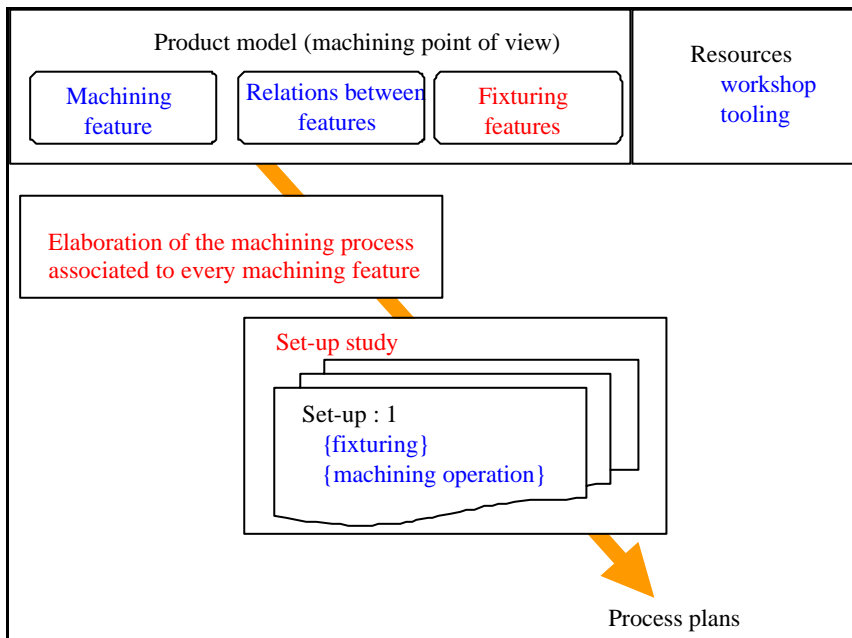 Product model (machining point of view)
Machining
feature
Relations between
features
Fixturing
features
Resources
workshop
tooling
Elaboration of the machining process
associated to every machining feature
Set-up study
Set-up : 1
{fixturing}
{machining operation}
Process plans